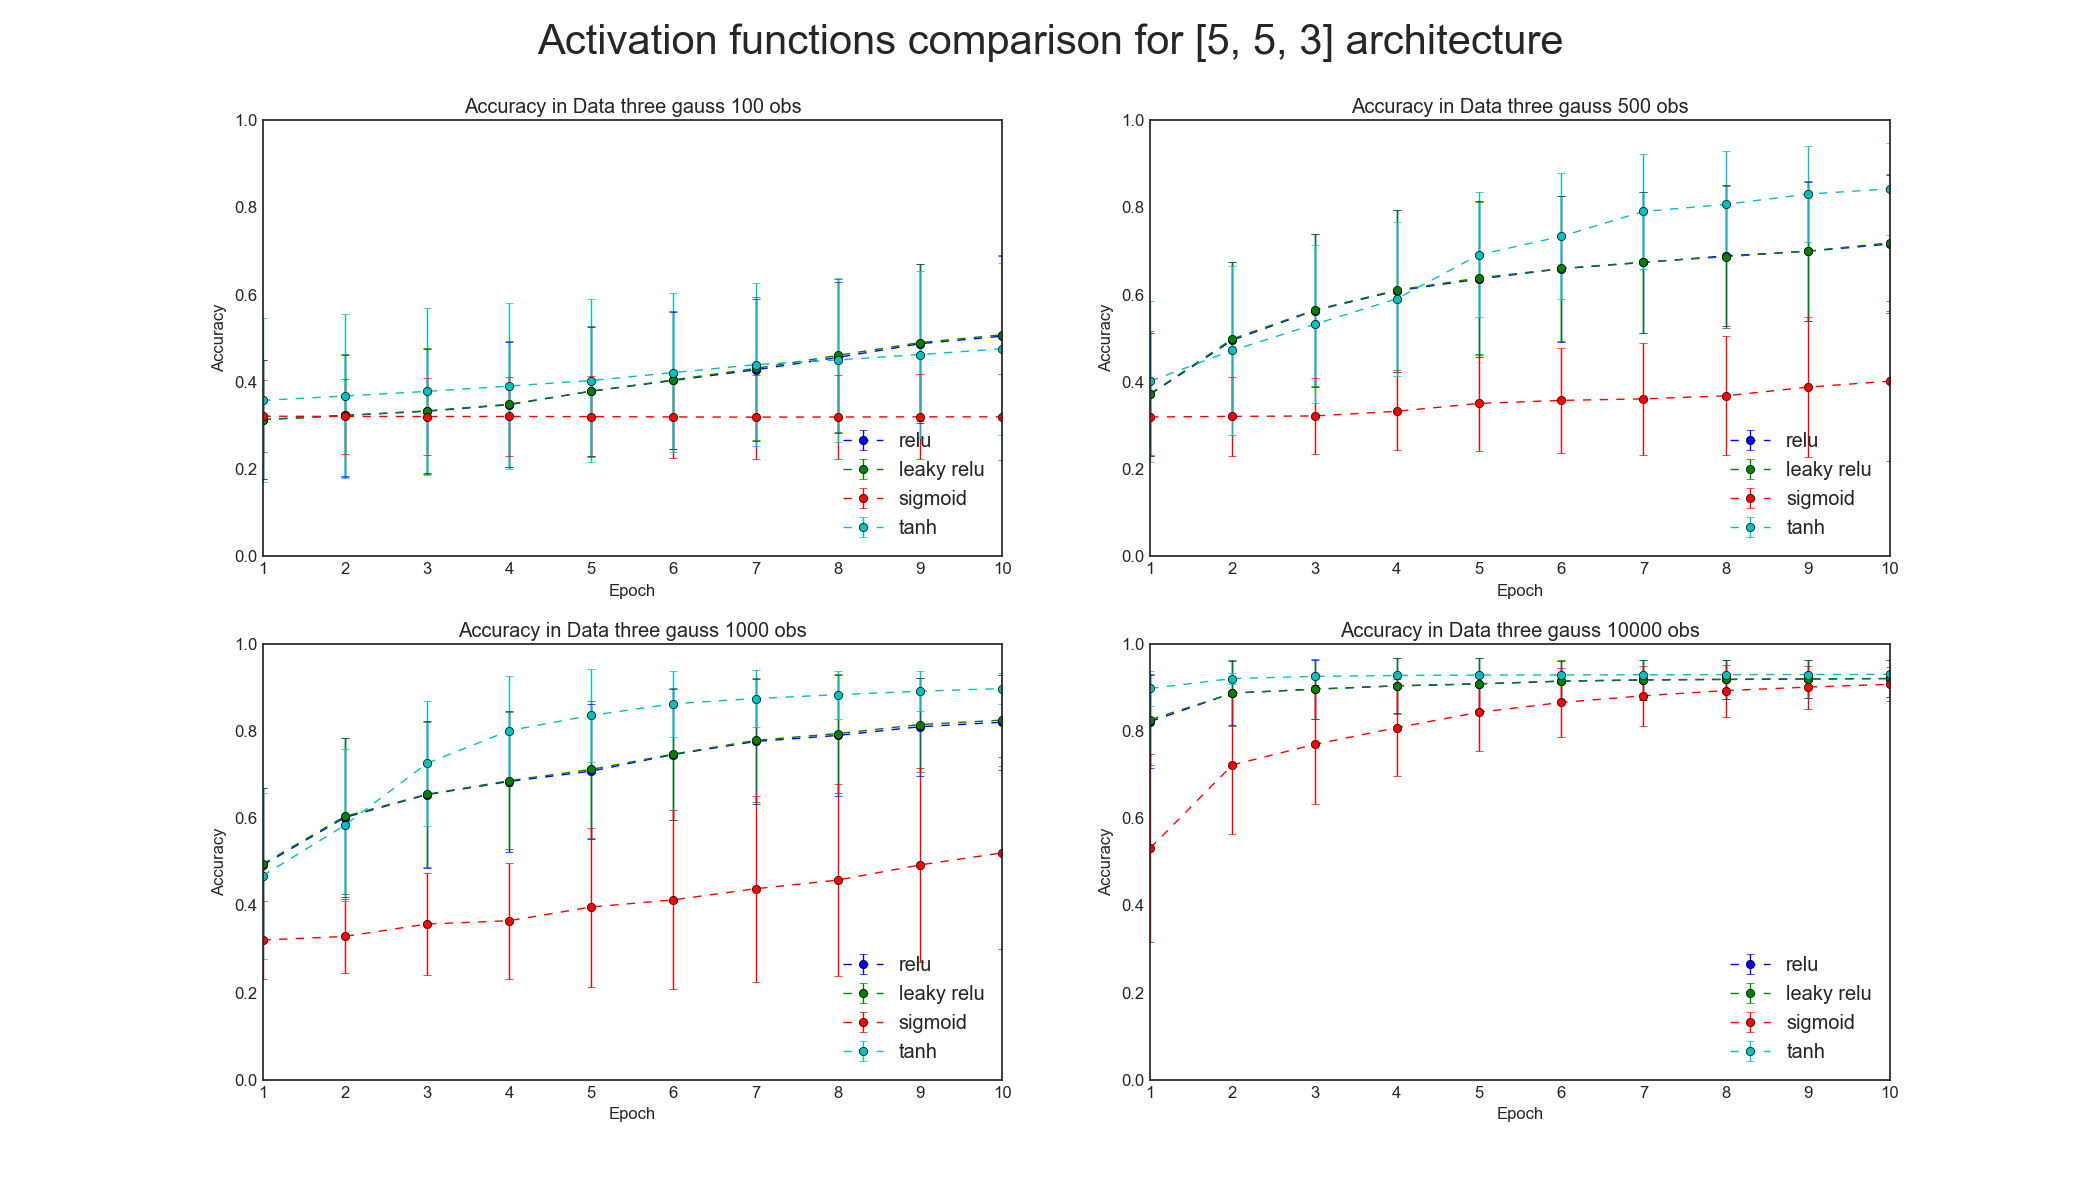 Activation functions comparison for [5, 5, 3] architecture
Accuracy in Data three gauss 100 obs
1.0
0.8
0.6
0.4
0.2
0.0
Accuracy
1 2 3 4 5 6 7 8 9 10
Epoch
relu
leaky relu
sigmoid
tanh
Accuracy in Data three gauss 500 obs
1.0
0.8
0.6
0.4
0.2
0.0
Accuracy
1 2 3 4 5 6 7 8 9 10
Epoch
relu
leaky relu
sigmoid
tanh
Accuracy in Data three gauss 1000 obs
1.0
0.8
0.6
0.4
0.2
0.0
Accuracy
1 2 3 4 5 6 7 8 9 10
Epoch
relu
leaky relu
sigmoid
tanh
Accuracy in Data three gauss 10000 obs
1.0
0.8
0.6
0.4
0.2
0.0
Accuracy
1 2 3 4 5 6 7 8 9 10
Epoch
relu
leaky relu
sigmoid
tanh